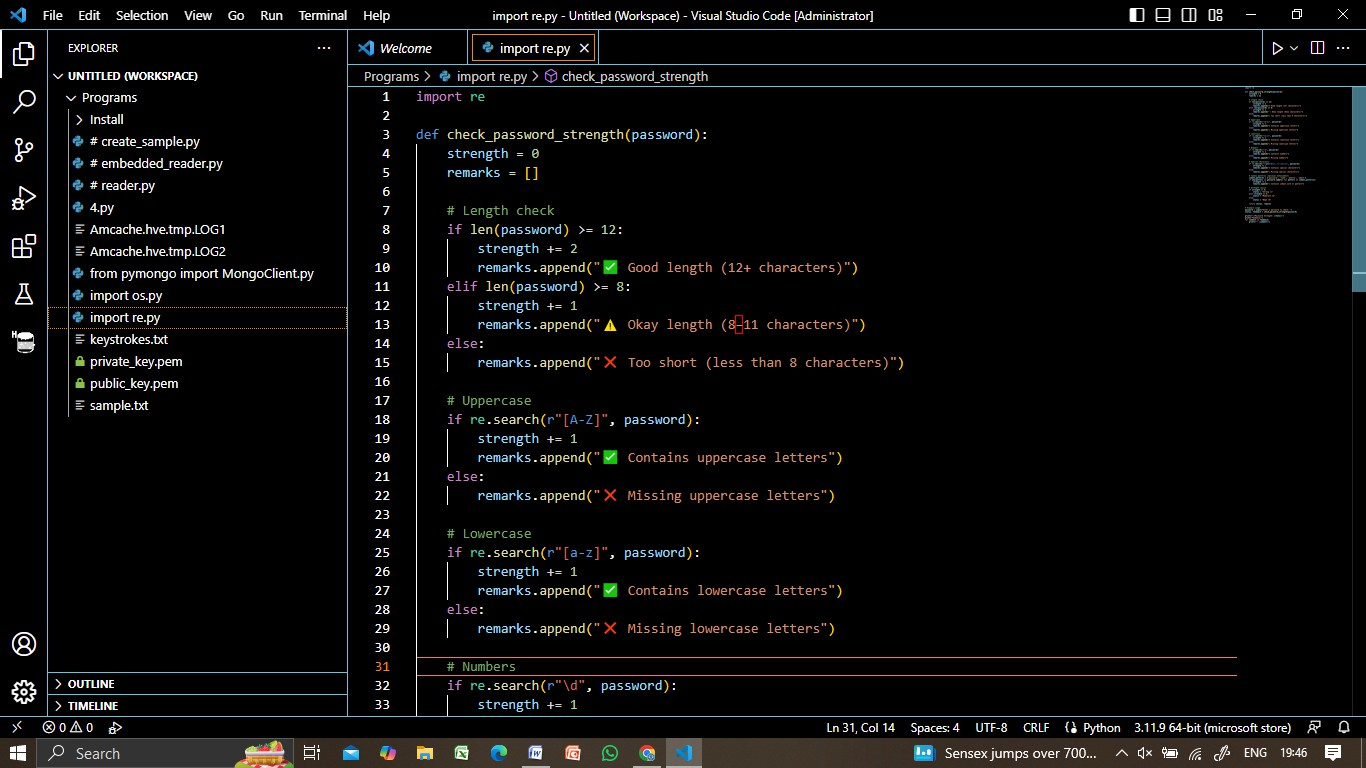 File Edit Selection View Go Run Terminal Help
import re.py - Untitled (Workspace) - Visual Studio Code [Administrator]
EXPLORER
UNTITLED (WORKSPACE)
Programs
Install
# create_sample.py
# embedded_reader.py
# reader.py
4.py
Amcache.hve.tmp.LOG1
Amcache.hve.tmp.LOG2
from pymongo import MongoClient.py
import os.py
import re.py
keystrokes.txt
private_key.pem
public_key.pem
sample.txt
OUTLINE
TIMELINE
Welcome
import re.py
Programs > import re.py > check_password_strength
1 import re
2
3 def check_password_strength(password):
4     strength = 0
5     remarks = []
6
7     # Length check
8     if len(password) >= 12:
9         strength += 2
10         remarks.append("✅ Good length (12+ characters)")
11     elif len(password) >= 8:
12         strength += 1
13         remarks.append("⚠️ Okay length (8–11 characters)")
14     else:
15         remarks.append("❌ Too short (less than 8 characters)")
16
17     # Uppercase
18     if re.search(r"[A-Z]", password):
19         strength += 1
20         remarks.append("✅ Contains uppercase letters")
21     else:
22         remarks.append("❌ Missing uppercase letters")
23
24     # Lowercase
25     if re.search(r"[a-z]", password):
26         strength += 1
27         remarks.append("✅ Contains lowercase letters")
28     else:
29         remarks.append("❌ Missing lowercase letters")
30
31     # Numbers
32     if re.search(r"\d", password):
33         strength += 1
0 0
Ln 31, Col 14 Spaces: 4 UTF-8 CRLF Python 3.11.9 64-bit (microsoft store)
Search
Sensex jumps over 700...
ENG 19:46